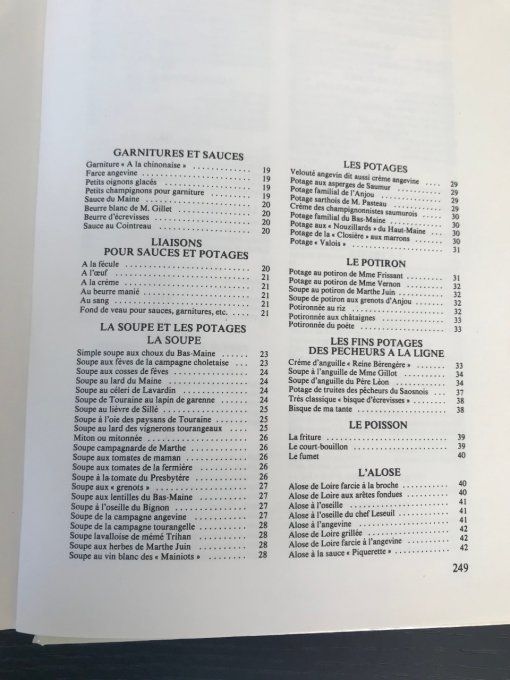 GARNITURES ET SAUCES
Garniture « A la chinonaise » 19
Farce angevine 19
Petits oignons glacés 19
Petits champignons pour garniture 19
Sauce du Maine 20
Beurre blanc de M. Gillet 20
Beurre d'écrevisses 20
Sauce au Cointreau 20
LIAISONS
POUR SAUCES ET POTAGES
A la fécule 20
A l'œuf 21
A la crème 21
Au beurre manié 21
Au sang 21
Fond de veau pour sauces, garnitures, etc. 21
LA SOUPE ET LES POTAGES
LA SOUPE
Simple soupe aux choux du Bas-Maine 23
Soupe aux fèves de la campagne choletaise 23
Soupe aux cosses de fèves 24
Soupe au lard du Maine 24
Soupe au céleri de Lavardin 24
Soupe de Touraine au lapin de garenne 24
Soupe au lièvre de Sillé 25
Soupe à l'oie des paysans de Touraine 25
Soupe au lard des vignerons tourangeaux 25
Miton ou mitonnée 26
Soupe campagnarde de Marthe 26
Soupe aux tomates de maman 26
Soupe aux tomates de la fermière 26
Soupe à la tomate du Presbytère 26
Soupe aux « grenots » 27
Soupe aux lentilles du Bas-Maine 27
Soupe à l'oseille du Bignon 27
Soupe de la campagne angevine 27
Soupe de la campagne tourangelle 28
Soupe lavalloise de mémé Trihan 28
Soupe aux herbes de Marthe Juin 28
Soupe au vin blanc des « Mainiots » 28
LES POTAGES
Velouté angevin dit aussi crème angevine 29
Potage aux asperges de Saumur 29
Potage familial de l'Anjou 29
Potage sarthois de M. Pasteau 29
Crème des champignonnistes saumurois 30
Potage familial du Bas-Maine 30
Potage aux « Nouzillards » du Haut-Maine 30
Potage de la « Closière » aux marrons 30
Potage « Valois » 31
LE POTIRON
Potage au potiron de Mme Frissant 31
Potage au potiron de Mme Vernon 32
Soupe au potiron de Marthe Juin 32
Soupe de potiron aux grenots d'Anjou 32
Potironnée au riz 32
Potironnée aux châtaignes 33
Potironnée du poète 33
LES FINS POTAGES
DES PECHEURS A LA LIGNE
Crème d'anguille « Reine Bérengère » 33
Soupe à l'anguille de Mme Gillot 34
Soupe d'anguille du Père Léon 34
Potage de truites des pêcheurs du Saosnois 37
Très classique « bisque d'écrevisses » 38
Bisque de ma tante 38
LE POISSON
La friture 39
Le court-bouillon 39
Le fumet 40
L'ALOSE
Alose de Loire farcie à la broche 40
Alose de Loire aux arêtes fondues 40
Alose à l'oseille 41
Alose à l'oseille du chef Leseuil 41
Alose à l'angevine 41
Alose de Loire grillée 42
Alose de Loire farcie à l'angevine 42
Alose à la sauce « Piquerette » 42
249